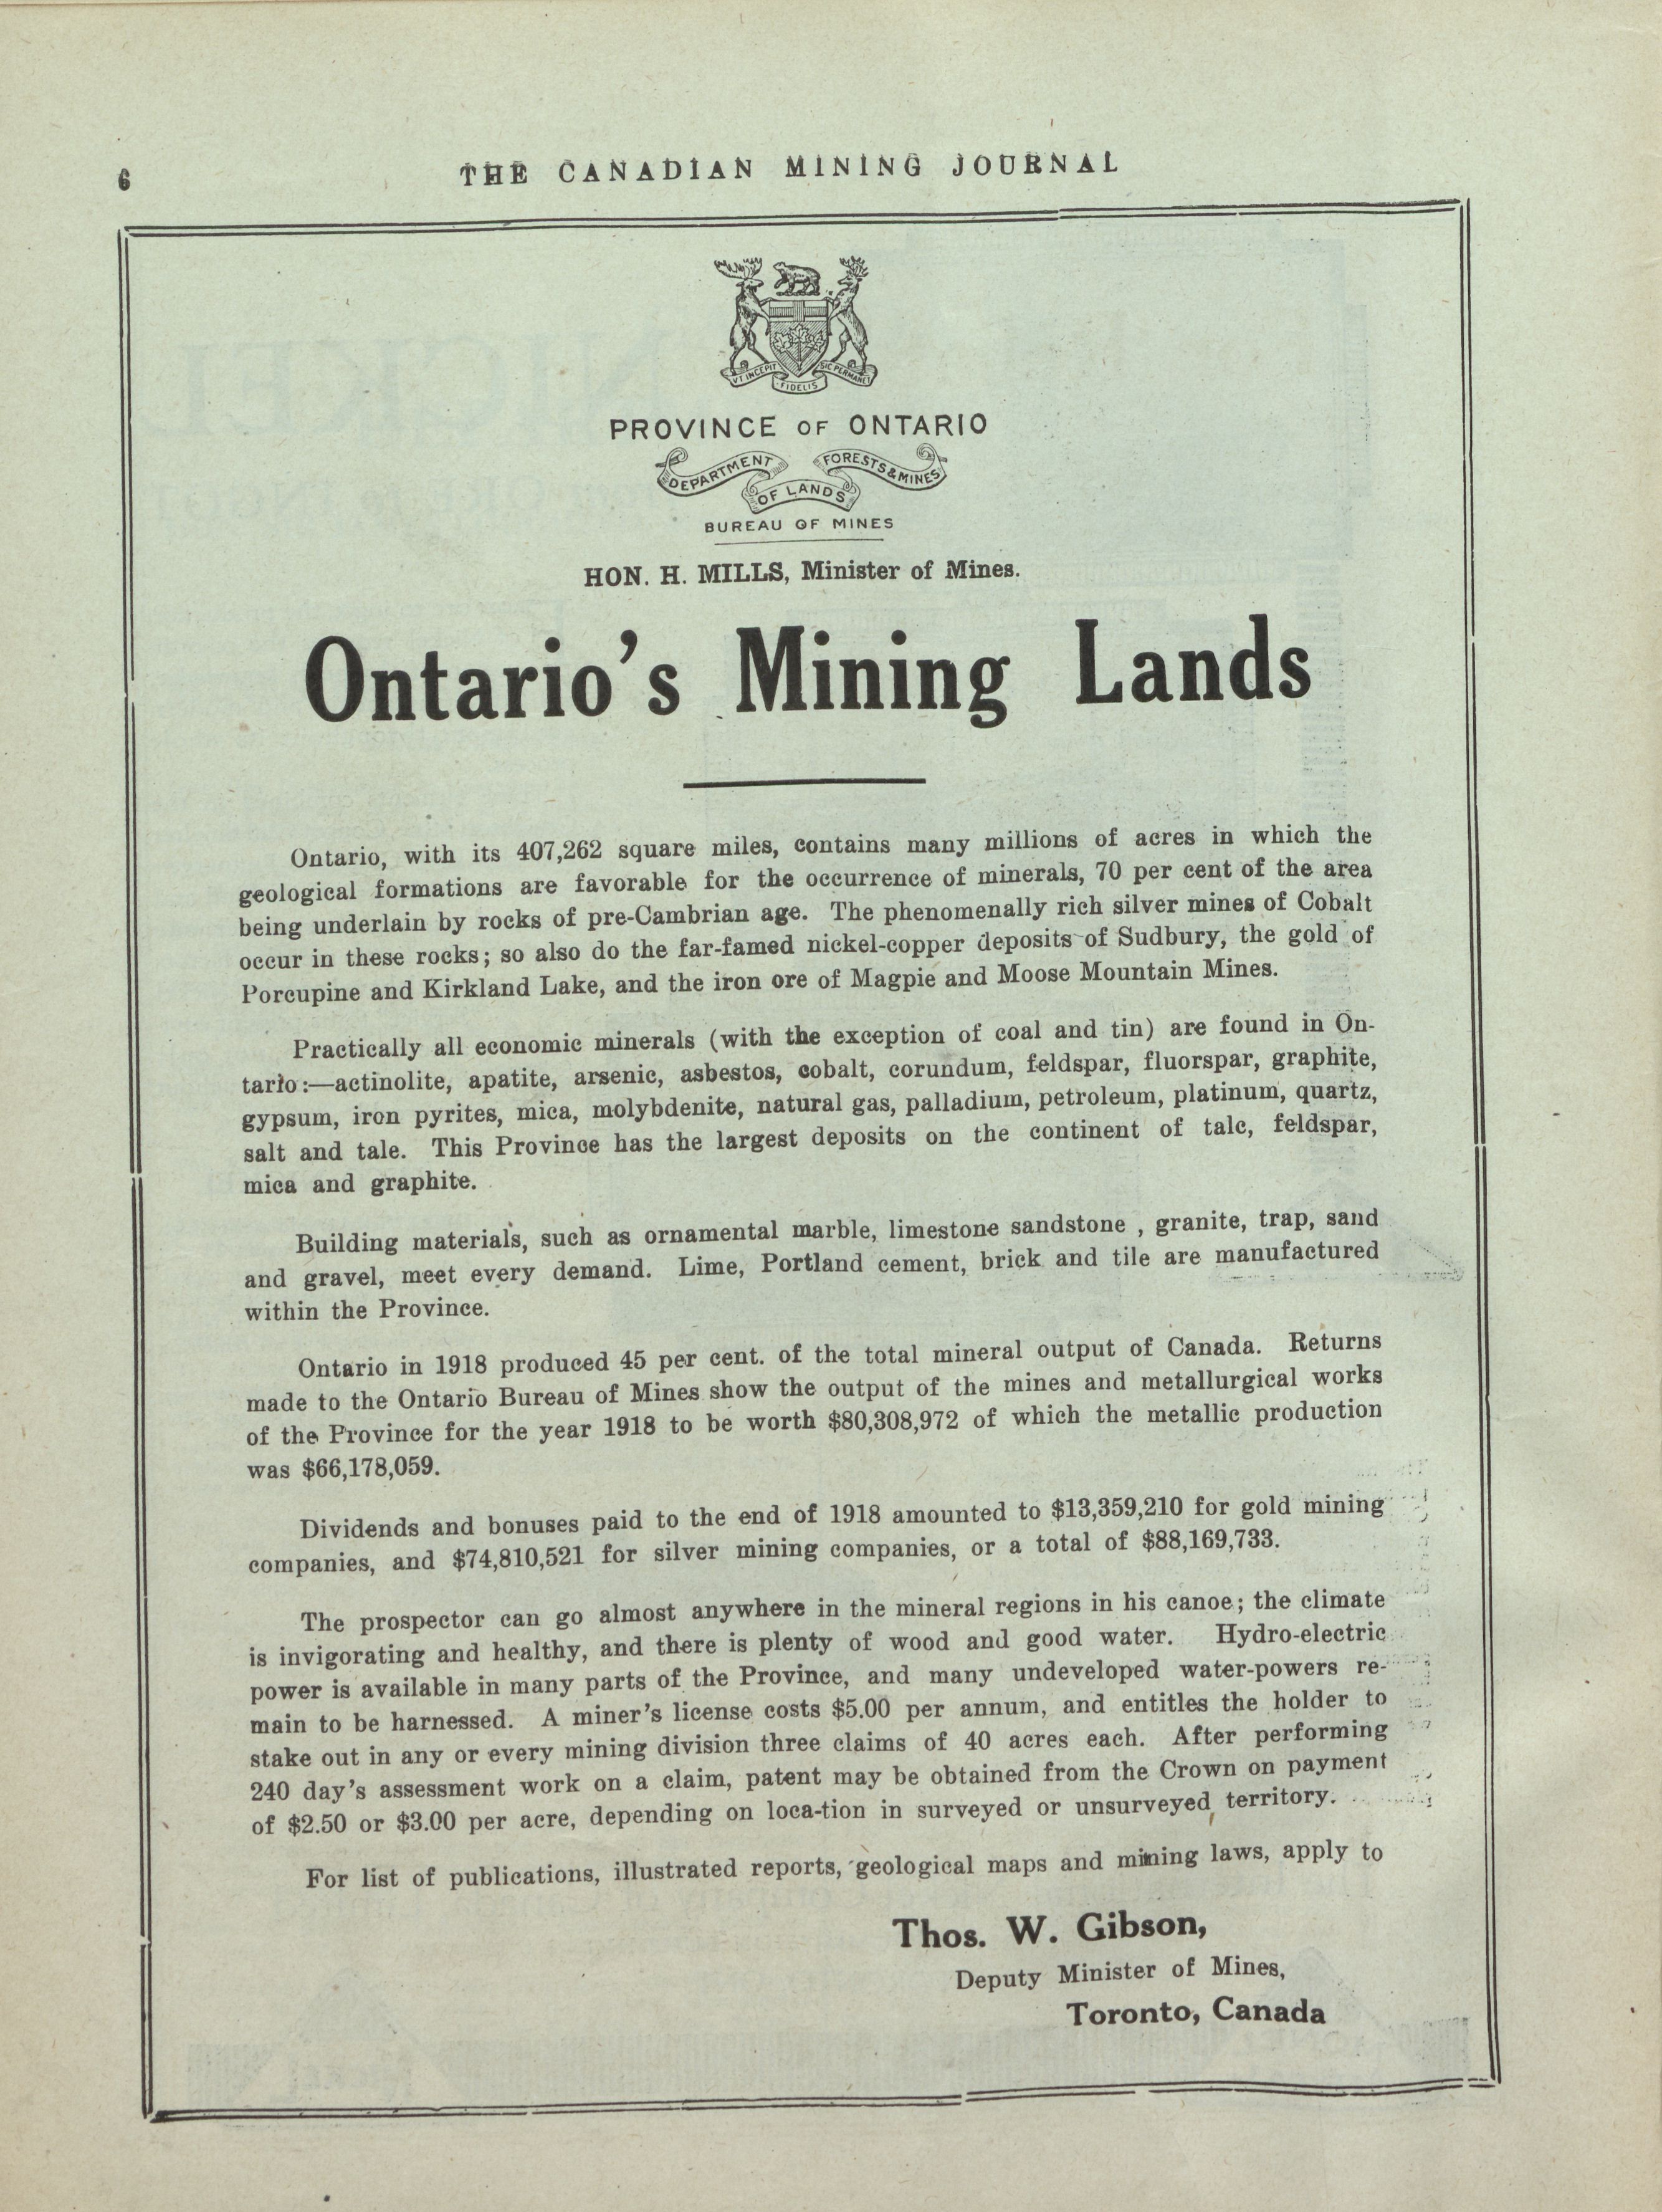 6
THE CANADIAN MINING JOURNAL
VT INCEPIT
FIDELIS
SIC PERMANET
PROVINCE OF ONTARIO
DEPARTMENT
OF LANDS
FORESTS & MINES
BUREAU OF MINES
HON. H. MILLS, Minister of Mines.
Ontario's Mining Lands
Ontario, with its 407,262 square miles, contains many millions of acres in which the
geological formations are favorable for the occurrence of minerals, 70 per cent of the area
being underlain by rocks of pre-Cambrian age. The phenomenally rich silver mines of Cobalt
occur in these rocks; so also do the far-famed nickel-copper deposits of Sudbury, the gold of
Porcupine and Kirkland Lake, and the iron ore of Magpie and Moose Mountain Mines.
Practically all economic minerals (with the exception of coal and tin) are found in On-
tario:—actinolite, apatite, arsenic, asbestos, cobalt, corundum, feldspar, fluorspar, graphite,
gypsum, iron pyrites, mica, molybdenite, natural gas, palladium, petroleum, platinum, quartz,
salt and tale. This Province has the largest deposits on the continent of talc, feldspar,
mica and graphite.
Building materials, such as ornamental marble, limestone sandstone , granite, trap, sand
and gravel, meet every demand. Lime, Portland cement, brick and tile are manufactured
within the Province.
Ontario in 1918 produced 45 per cent. of the total mineral output of Canada. Returns
made to the Ontario Bureau of Mines show the output of the mines and metallurgical works
of the Province for the year 1918 to be worth $80,308,972 of which the metallic production
was $66,178,059.
Dividends and bonuses paid to the end of 1918 amounted to $13,359,210 for gold mining
companies, and $74,810,521 for silver mining companies, or a total of $88,169,733.
The prospector can go almost anywhere in the mineral regions in his canoe; the climate
is invigorating and healthy, and there is plenty of wood and good water. Hydro-electric
power is available in many parts of the Province, and many undeveloped water-powers re-
main to be harnessed. A miner's license costs $5.00 per annum, and entitles the holder to
stake out in any or every mining division three claims of 40 acres each. After performing
240 day's assessment work on a claim, patent may be obtained from the Crown on payment
of $2.50 or $3.00 per acre, depending on loca-tion in surveyed or unsurveyed territory.
For list of publications, illustrated reports, geological maps and mining laws, apply to
Thos. W. Gibson,
Deputy Minister of Mines,
Toronto, Canada